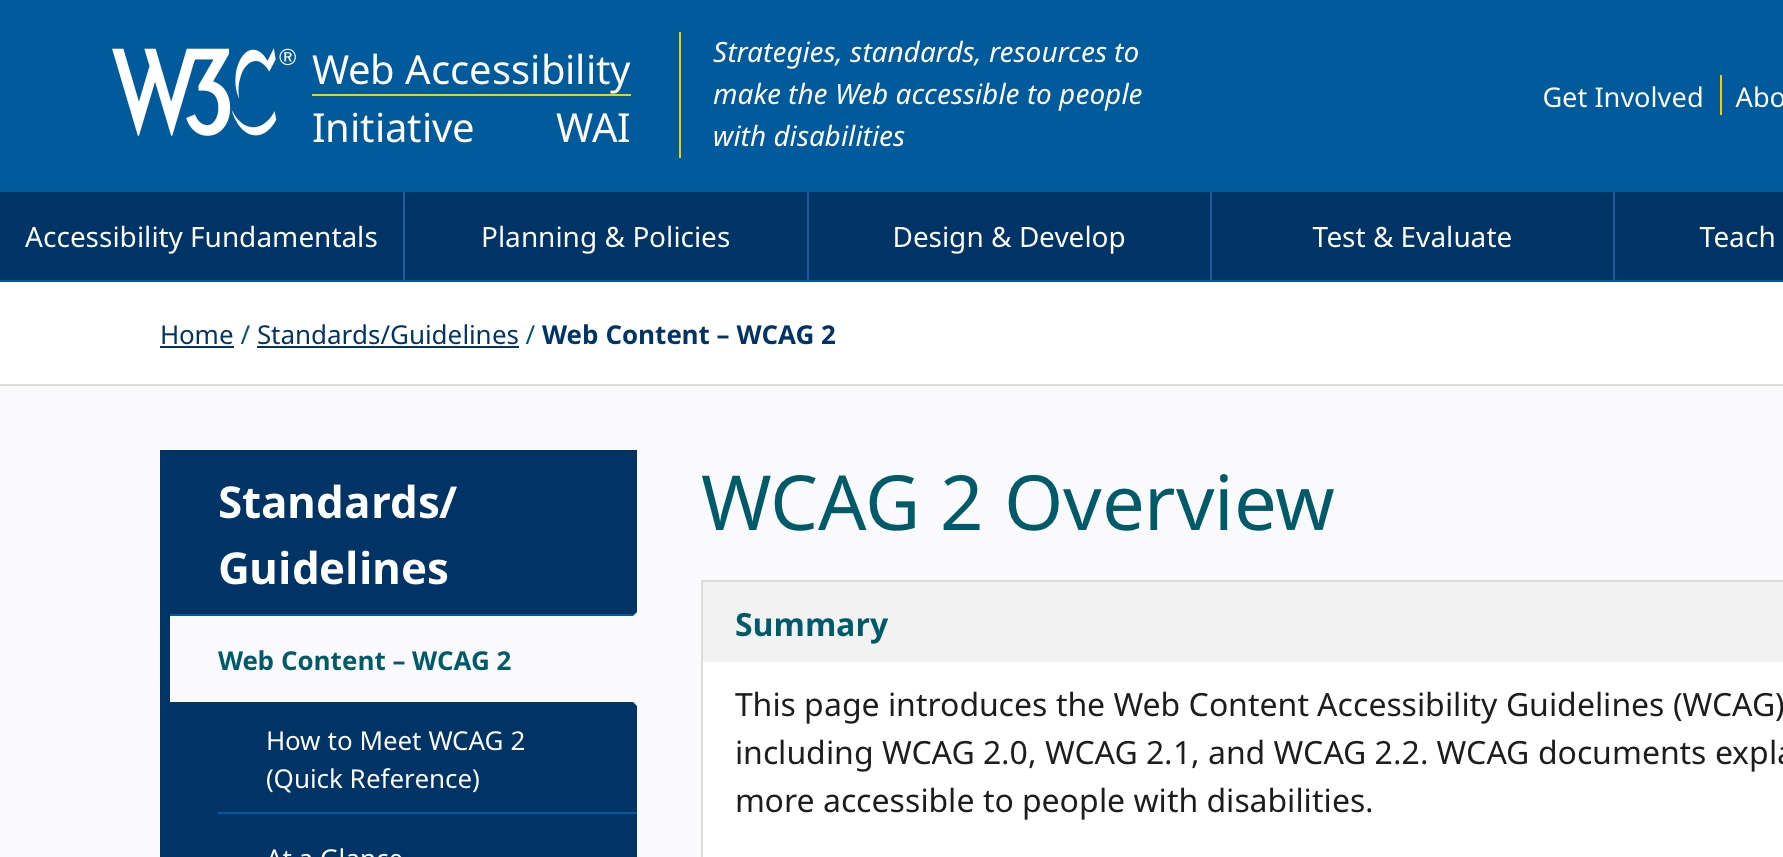 W3C®
Web Accessibility
Initiative WAI
Strategies, standards, resources to
make the Web accessible to people
with disabilities
Get Involved
Accessibility Fundamentals
Planning & Policies
Design & Develop
Test & Evaluate
Teach
Home / Standards/Guidelines / Web Content – WCAG 2
Standards/
Guidelines
Web Content – WCAG 2
How to Meet WCAG 2
(Quick Reference)
At a Glance
WCAG 2 Overview
Summary
This page introduces the Web Content Accessibility Guidelines (WCAG)
including WCAG 2.0, WCAG 2.1, and WCAG 2.2. WCAG documents
more accessible to people with disabilities.